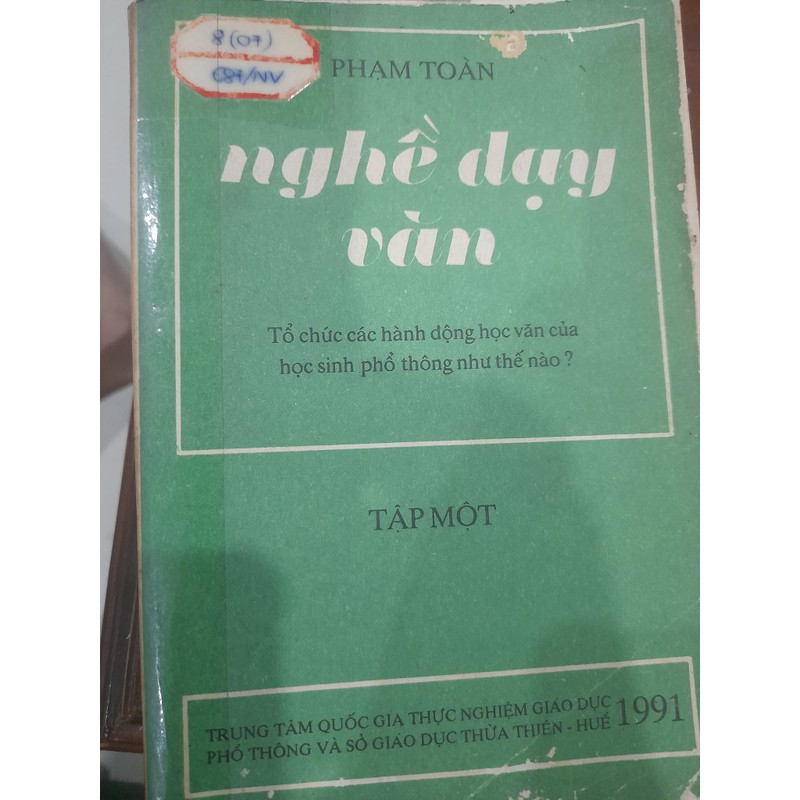 8 (07)
PHẠM TOÀN
nghề dạy
văn
Tổ chức các hành động học văn của
học sinh phổ thông như thế nào ?
TẬP MỘT
TRUNG TÂM QUỐC GIA THỰC NGHIỆM GIÁO DỤC
PHỔ THÔNG VÀ SỞ GIÁO DỤC THỪA THIÊN - HUẾ
1991